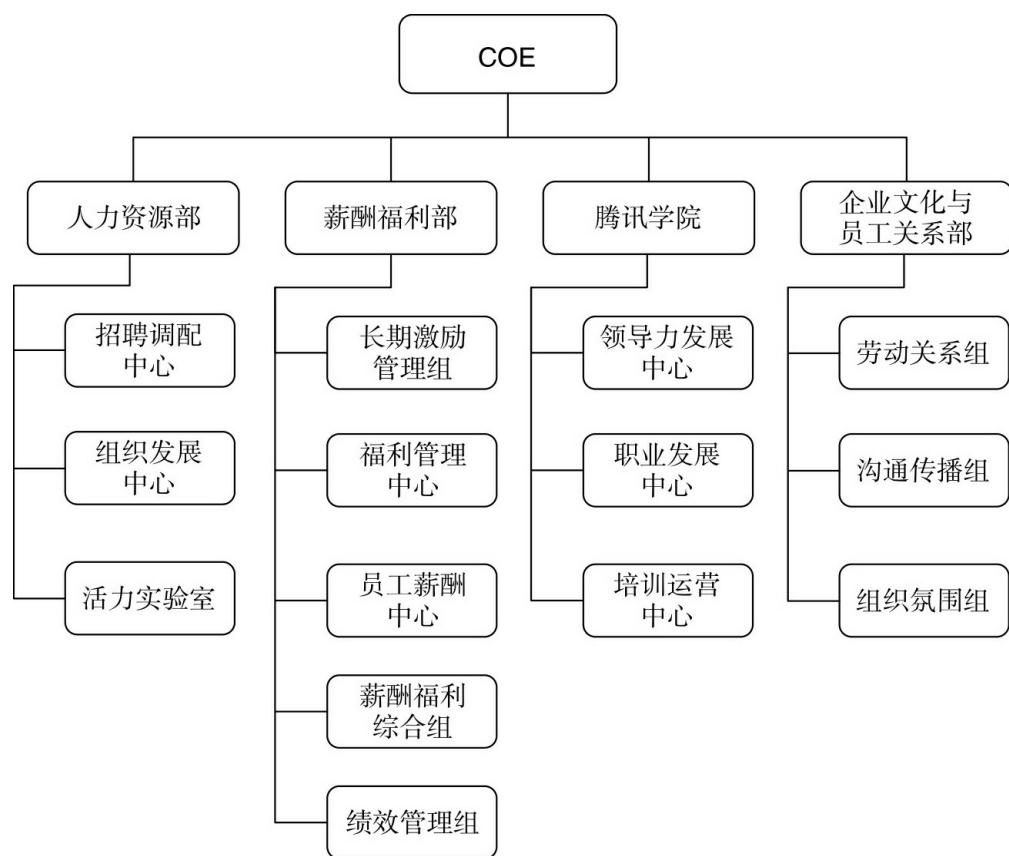 COE
人力资源部
薪酬福利部
腾讯学院
企业文化与
员工关系部
招聘调配
中心
组织发展
中心
活力实验室
长期激励
管理组
福利管理
中心
员工薪酬
中心
薪酬福利
综合组
绩效管理组
领导力发展
中心
职业发展
中心
培训运营
中心
劳动关系组
沟通传播组
组织氛围组